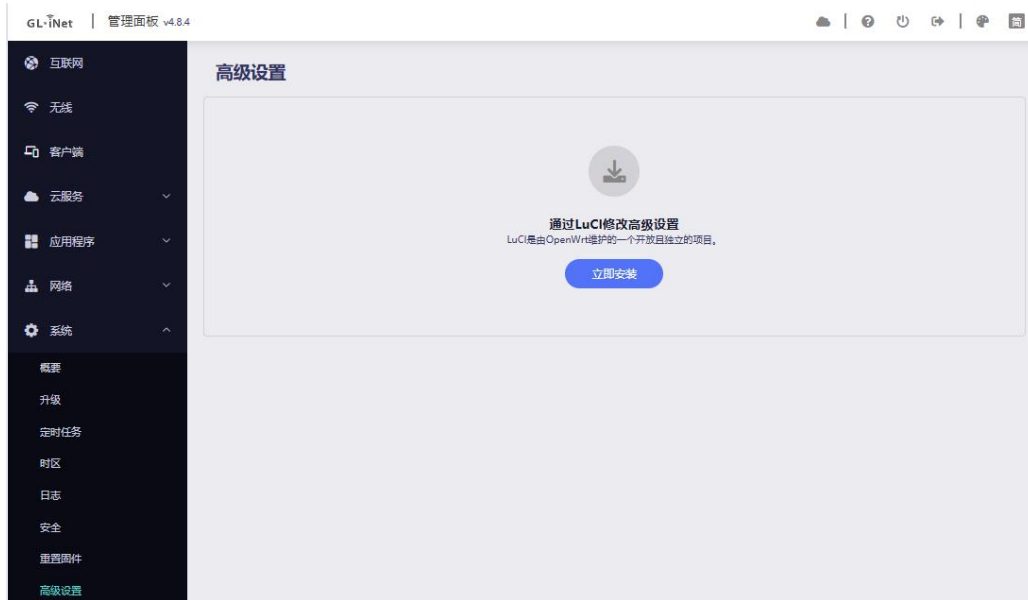 GL·iNet | 管理面板 v4.8.4
简
互联网
无线
客户端
云服务
应用程序
网络
系统
概要
升级
定时任务
时区
日志
安全
重置固件
高级设置
高级设置
通过LuCI修改高级设置
LuCI是由OpenWrt维护的一个开放且独立的项目。
立即安装